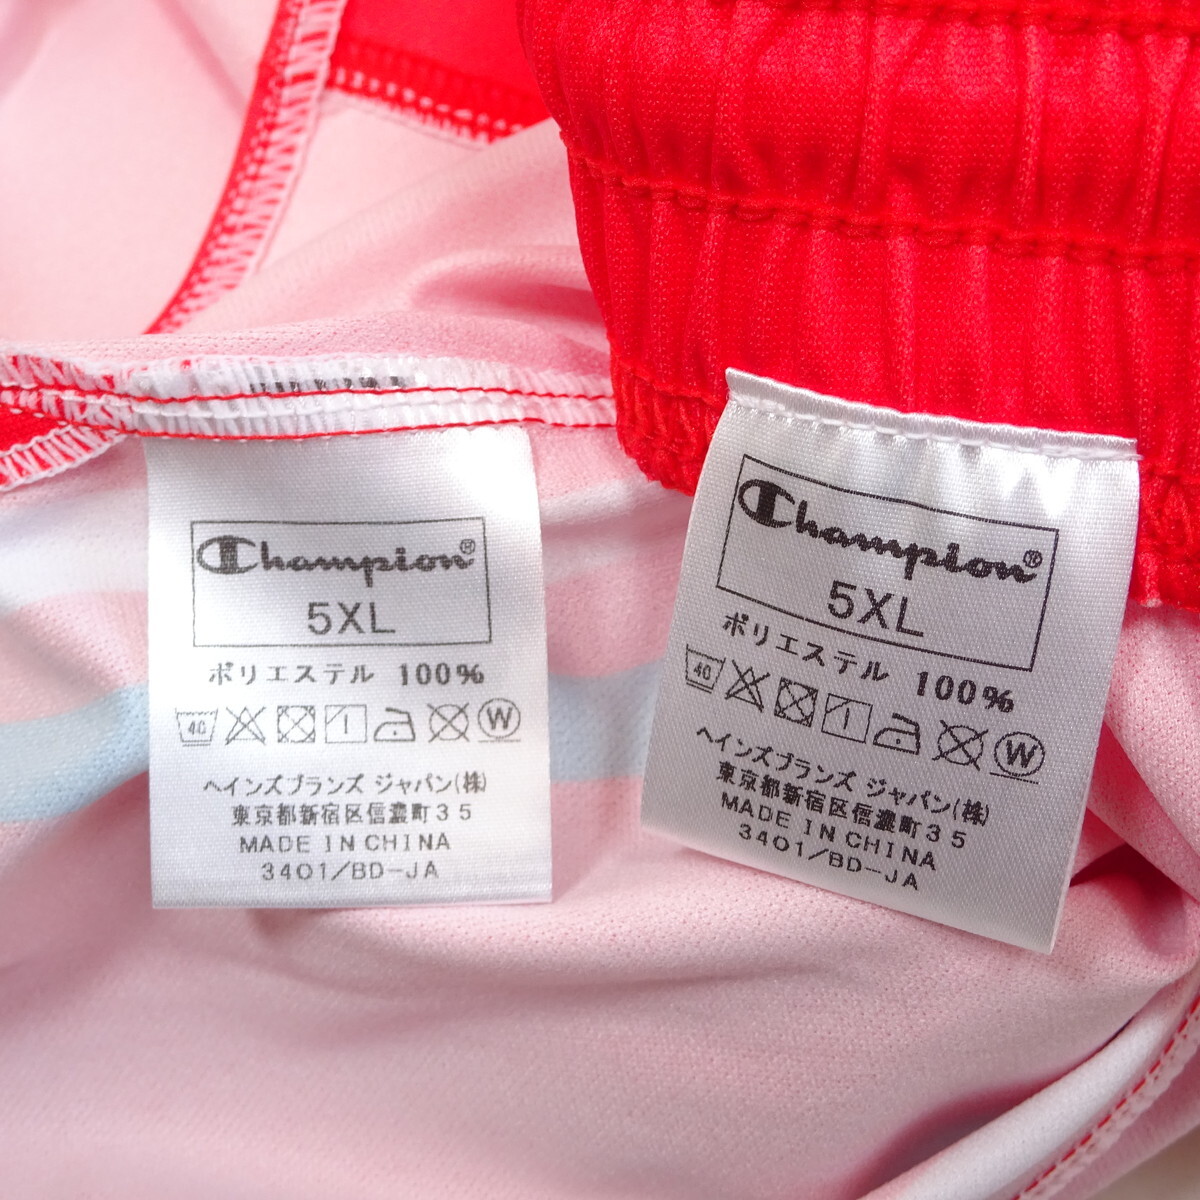 Champion®
5XL
ポリエステル 100%
40 W
ヘインズブランズ ジャパン(株)
東京都新宿区信濃町35
MADE IN CHINA
3401/BD-JA
Champion®
5XL
ポリエステル 100%
40 W
ヘインズブランズ ジャパン(株)
東京都新宿区信濃町35
MADE IN CHINA
3401/BD-JA